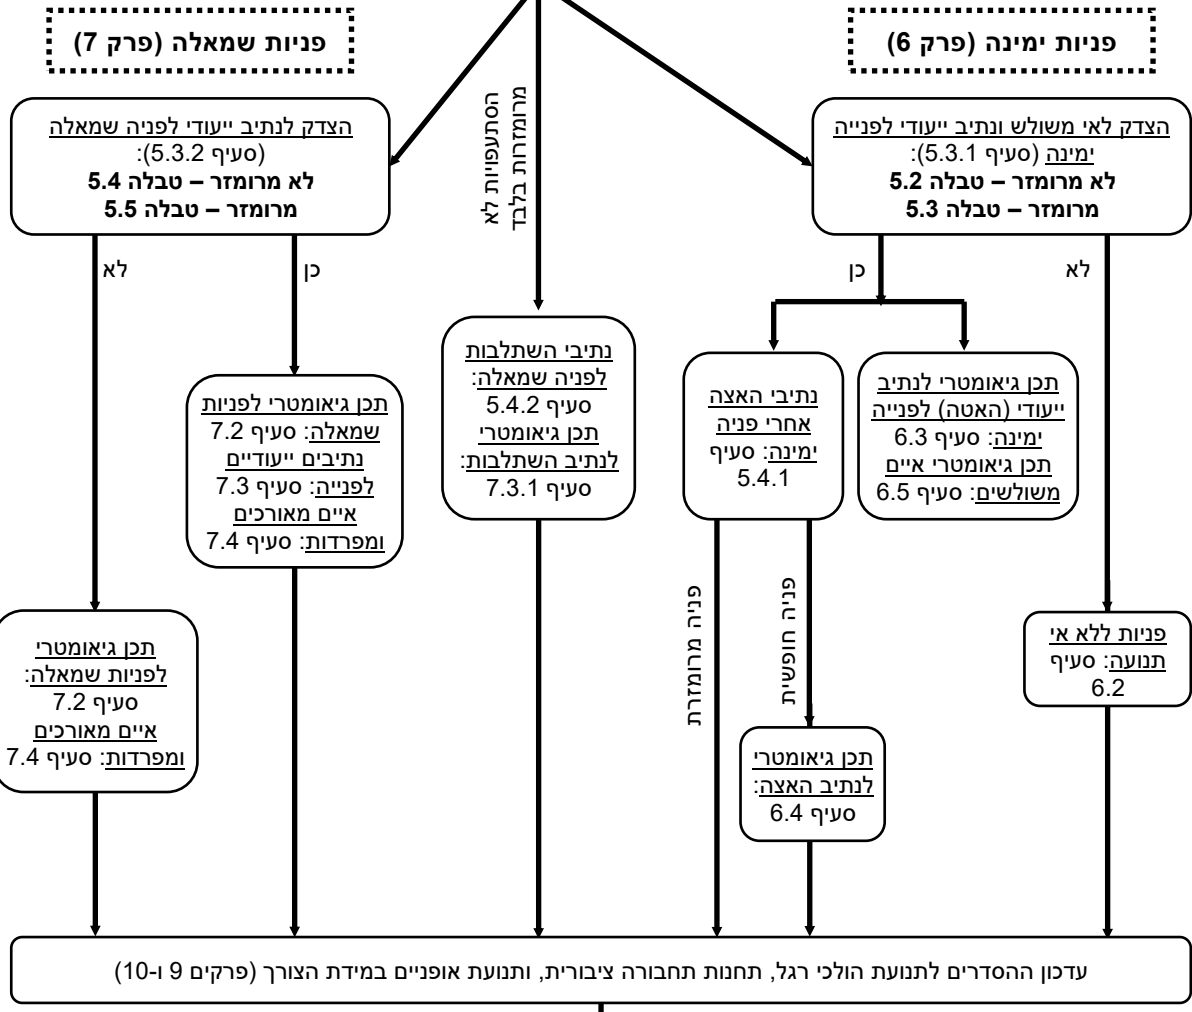 פניות ימינה (פרק 6)
פניות שמאלה (פרק 7)
הצדק לאי משולש ונתיב ייעודי לפנייה
ימינה (סעיף 5.3.1):
לא מרומזר – טבלה 5.2
מרומזר – טבלה 5.3
הסתעפויות לא
מרומזרות בלבד
הצדק לנתיב ייעודי לפניה שמאלה
(סעיף 5.3.2):
לא מרומזר – טבלה 5.4
מרומזר – טבלה 5.5
לא
כן
כן
לא
תכן גיאומטרי לנתיב
ייעודי (האטה) לפנייה
ימינה: סעיף 6.3
תכן גיאומטרי איים
משולשים: סעיף 6.5
נתיבי האצה
אחרי פניה
ימינה: סעיף
5.4.1
נתיבי השתלבות
לפניה שמאלה:
סעיף 5.4.2
תכן גיאומטרי
לנתיב השתלבות:
סעיף 7.3.1
תכן גיאומטרי לפניות
שמאלה: סעיף 7.2
נתיבים ייעודיים
לפנייה: סעיף 7.3
איים מאורכים
ומפרדות: סעיף 7.4
פניה חופשית
פניה מרומזרת
פניות ללא אי
תנועה: סעיף
6.2
תכן גיאומטרי
לפניות שמאלה:
סעיף 7.2
איים מאורכים
ומפרדות: סעיף 7.4
תכן גיאומטרי
לנתיב האצה:
סעיף 6.4
עדכון ההסדרים לתנועת הולכי רגל, תחנות תחבורה ציבורית, ותנועת אופניים במידת הצורך (פרקים 9 ו-10)